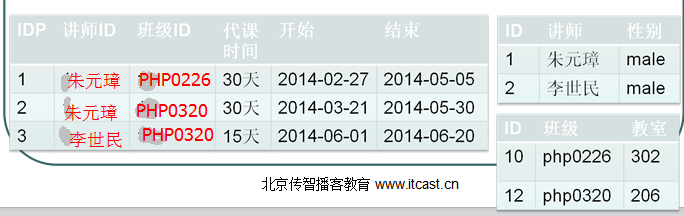 IDP 讲师ID 班级ID 代课时间 开始 结束
1 朱元璋 PHP0226 30天 2014-02-27 2014-05-05
2 朱元璋 PHP0320 30天 2014-03-21 2014-05-30
3 李世民 PHP0320 15天 2014-06-01 2014-06-20
ID 讲师 性别
1 朱元璋 male
2 李世民 male
ID 班级 教室
10 php0226 302
12 php0320 206
北京传智播客教育 www.itcast.cn